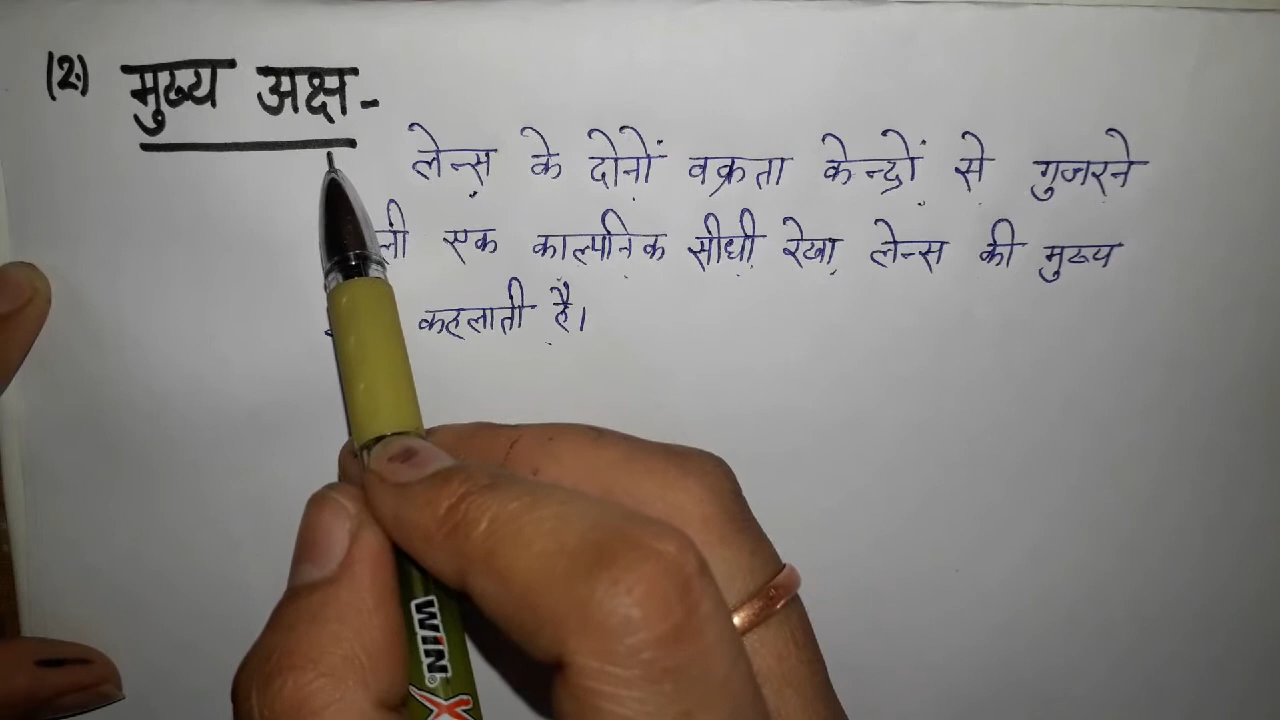 (2.) मुख्य अक्ष-
लेन्स के दोनों वक्रता केन्द्रों से गुजरने
ली एक काल्पनिक सीधी रेखा लेन्स की मुख्य
कहलाती है।
WIN